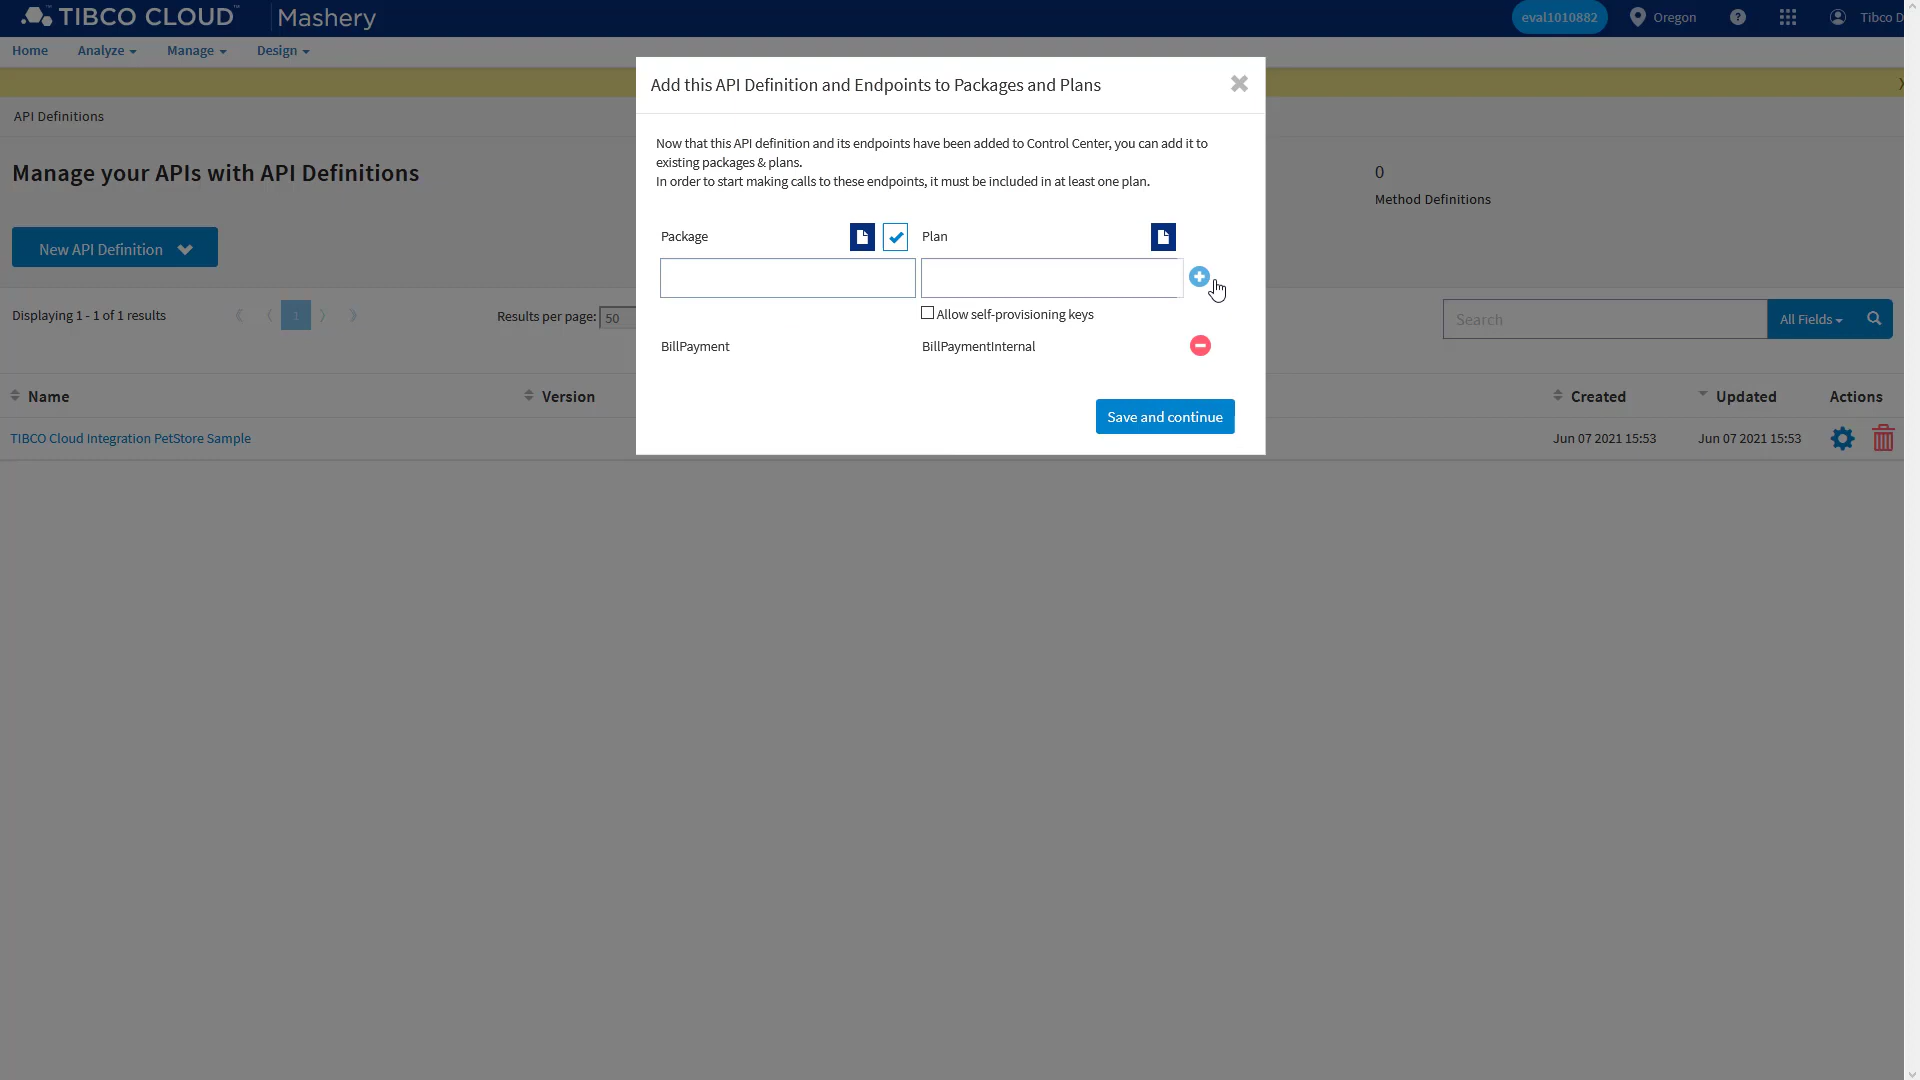 TIBCO CLOUD™ Mashery
eval1010882
Oregon
Tibco D
Home
Analyze
Manage
Design
API Definitions
Manage your APIs with API Definitions
New API Definition
0
Method Definitions
Displaying 1 - 1 of 1 results
1
Results per page: 50
Search
All Fields
Name
Version
Created
Updated
Actions
TIBCO Cloud Integration PetStore Sample
Jun 07 2021 15:53
Jun 07 2021 15:53
Add this API Definition and Endpoints to Packages and Plans
Now that this API definition and its endpoints have been added to Control Center, you can add it to
existing packages & plans.
In order to start making calls to these endpoints, it must be included in at least one plan.
Package
Plan
Allow self-provisioning keys
BillPayment
BillPaymentInternal
Save and continue